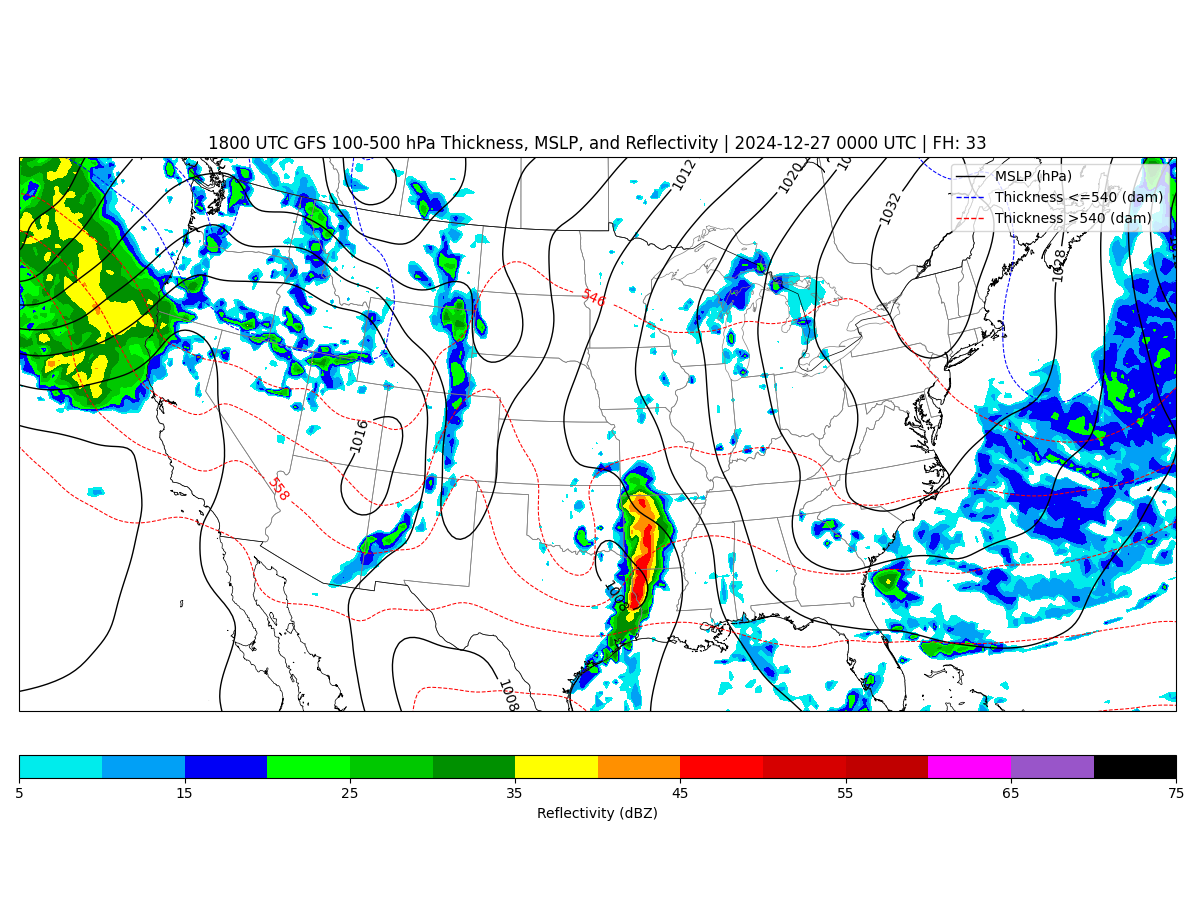 1800 UTC GFS 100-500 hPa Thickness, MSLP, and Reflectivity | 2024-12-27 0000 UTC | FH: 33
MSLP (hPa)
Thickness <=540 (dam)
Thickness >540 (dam)
1012
1020
1032
1028
546
1016
558
1008
1008
5 15 25 35 45 55 65 75
Reflectivity (dBZ)